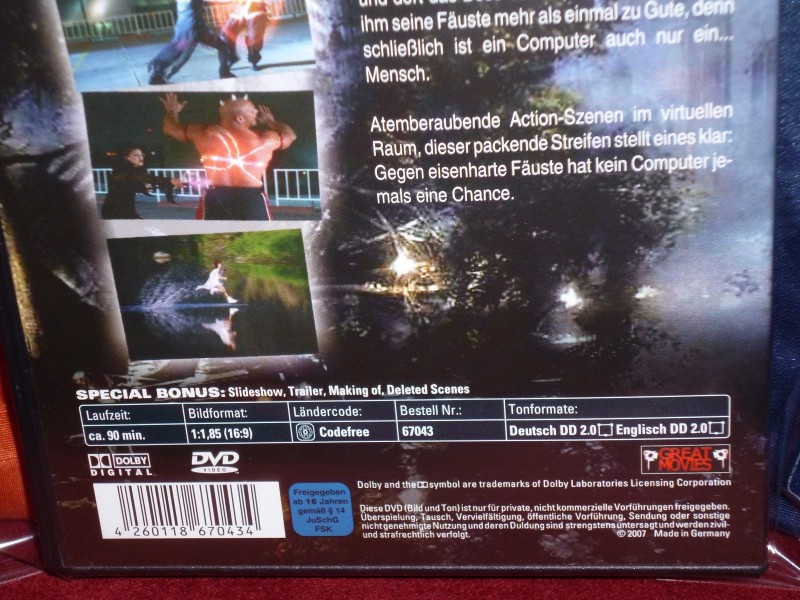 ihm seine Fäuste mehr als einmal zu Gute, denn
schließlich ist ein Computer auch nur ein...
Mensch.
Atemberaubende Action-Szenen im virtuellen
Raum, dieser packende Streifen stellt eines klar:
Gegen eisenharte Fäuste hat kein Computer je-
mals eine Chance.
SPECIAL BONUS: Slideshow, Trailer, Making of, Deleted Scenes
Laufzeit: Bildformat: Ländercode: Bestell Nr.: Tonformate:
ca. 90 min. 1:1,85 (16:9) Codefree 67043 Deutsch DD 2.0 Englisch DD 2.0
DOLBY
DIGITAL
DVD
VIDEO
GREAT
MOVIES
Dolby and the symbol are trademarks of Dolby Laboratories Licensing Corporation
4 260118 670434
Freigegeben
ab 16 Jahren
gemäß § 14
JuSchG
FSK
Diese DVD (Bild und Ton) ist nur für private, nicht kommerzielle Vorführungen freigegeben.
Überspielung, Tausch, Vervielfältigung, öffentliche Vorführung, Sendung oder sonstige
nichtgenehmigte Nutzung und deren Duldung sind strengstens untersagt und werden zivil-
und strafrechtlich verfolgt.
© 2007 Made in Germany